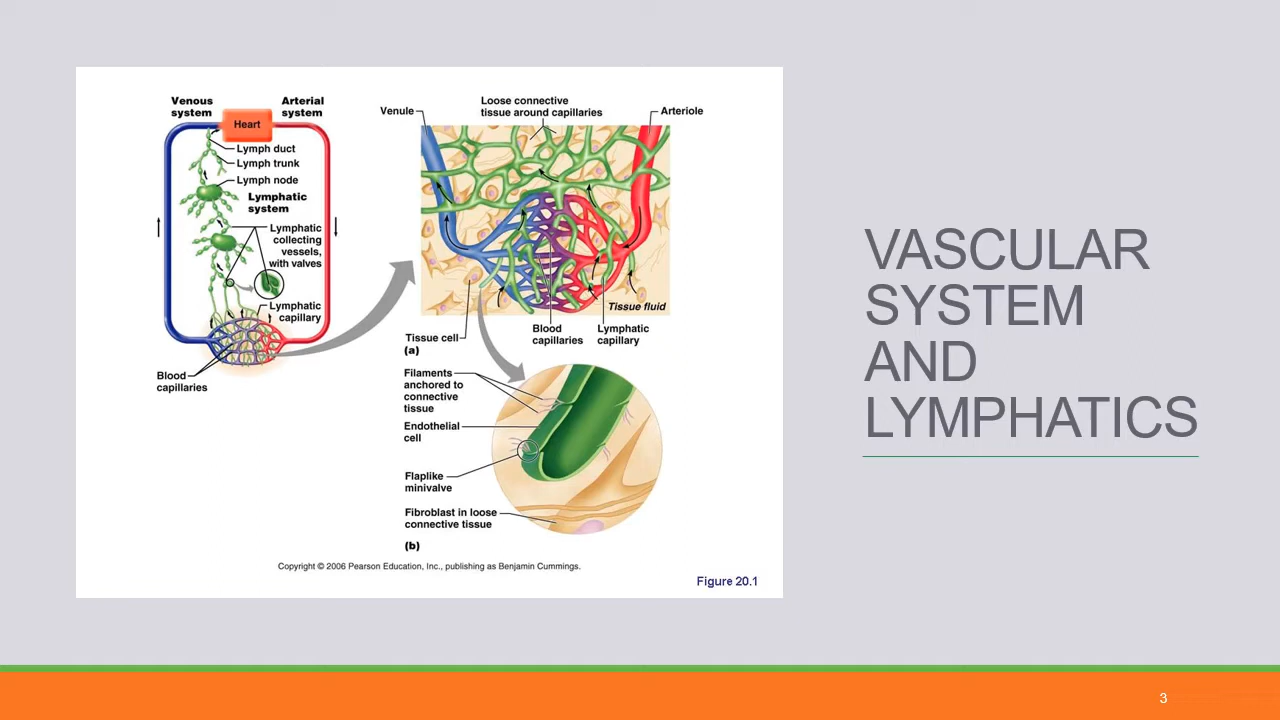 Venous
system
Arterial
system
Heart
Lymph duct
Lymph trunk
Lymph node
Lymphatic
system
Lymphatic
collecting
vessels,
with valves
Lymphatic
capillary
Blood
capillaries
Venule
Loose connective
tissue around capillaries
Arteriole
Tissue fluid
Tissue cell
Blood
capillaries
Lymphatic
capillary
(a)
Filaments
anchored to
connective
tissue
Endothelial
cell
Flaplike
minivalve
Fibroblast in loose
connective tissue
(b)
Copyright © 2006 Pearson Education, Inc., publishing as Benjamin Cummings.
Figure 20.1
VASCULAR
SYSTEM
AND
LYMPHATICS
3